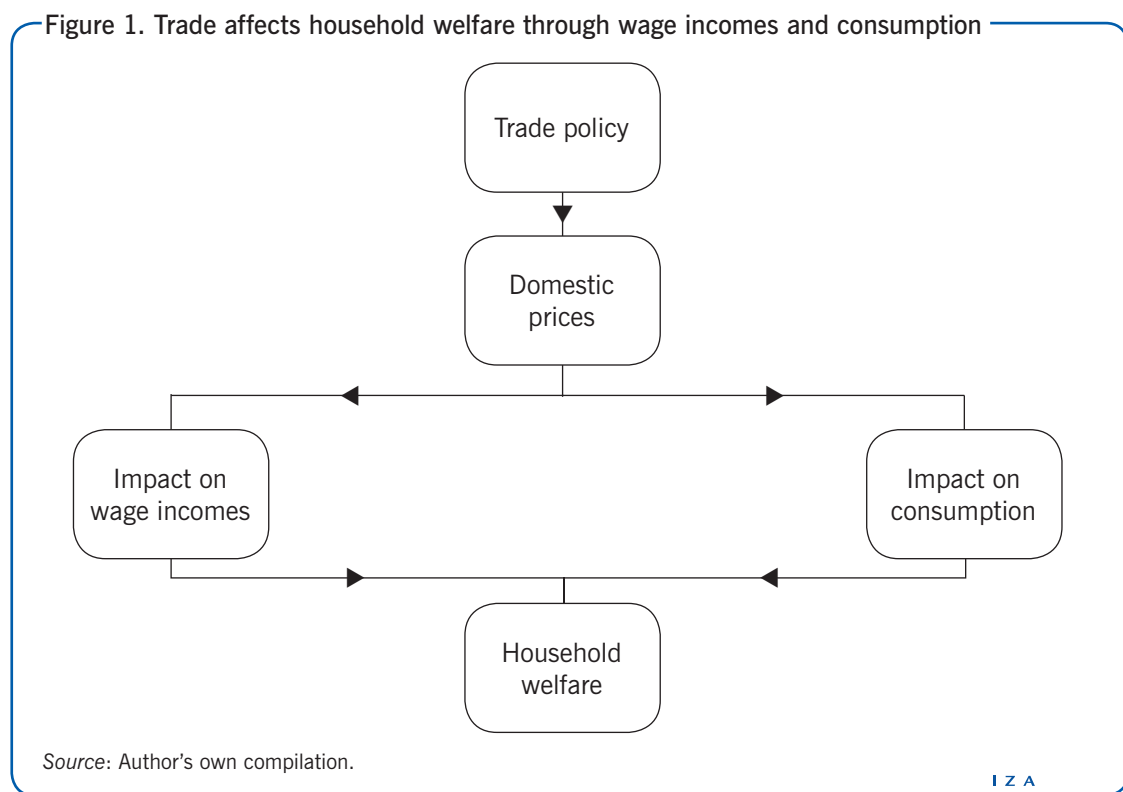 Figure 1. Trade affects household welfare through wage incomes and consumption
Trade policy
Domestic
prices
Impact on
wage incomes
Impact on
consumption
Household
welfare
Source: Author's own compilation.
I Z A